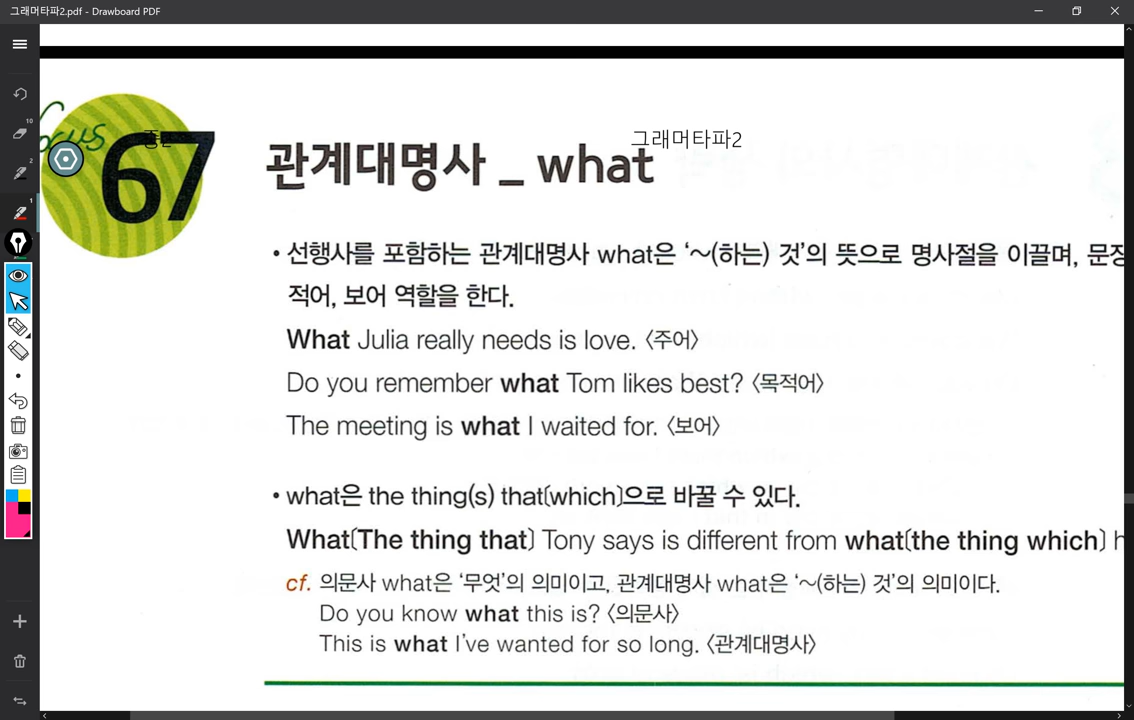 그래머타파2.pdf - Drawboard PDF
focus
67
중2
그래머타파2
관계대명사 _ what
• 선행사를 포함하는 관계대명사 what은 ‘～(하는) 것’의 뜻으로 명사절을 이끌며, 문장
적어, 보어 역할을 한다.
What Julia really needs is love. 〈주어〉
Do you remember what Tom likes best? 〈목적어〉
The meeting is what I waited for. 〈보어〉
• what은 the thing(s) that(which)으로 바꿀 수 있다.
What(The thing that) Tony says is different from what(the thing which) h
cf. 의문사 what은 ‘무엇’의 의미이고, 관계대명사 what은 ‘～(하는) 것’의 의미이다.
Do you know what this is? 〈의문사〉
This is what I've wanted for so long. 〈관계대명사〉
10
2
1